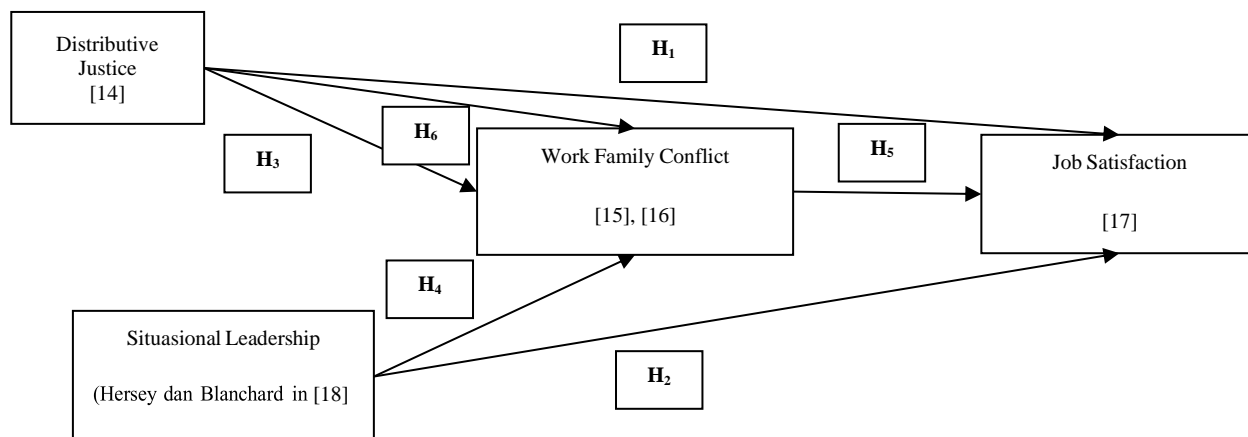 Distributive
Justice
[14]
H₁
H₆
H₃
Work Family Conflict
[15], [16]
H₅
Job Satisfaction
[17]
H₄
Situasional Leadership
(Hersey dan Blanchard in [18]
H₂